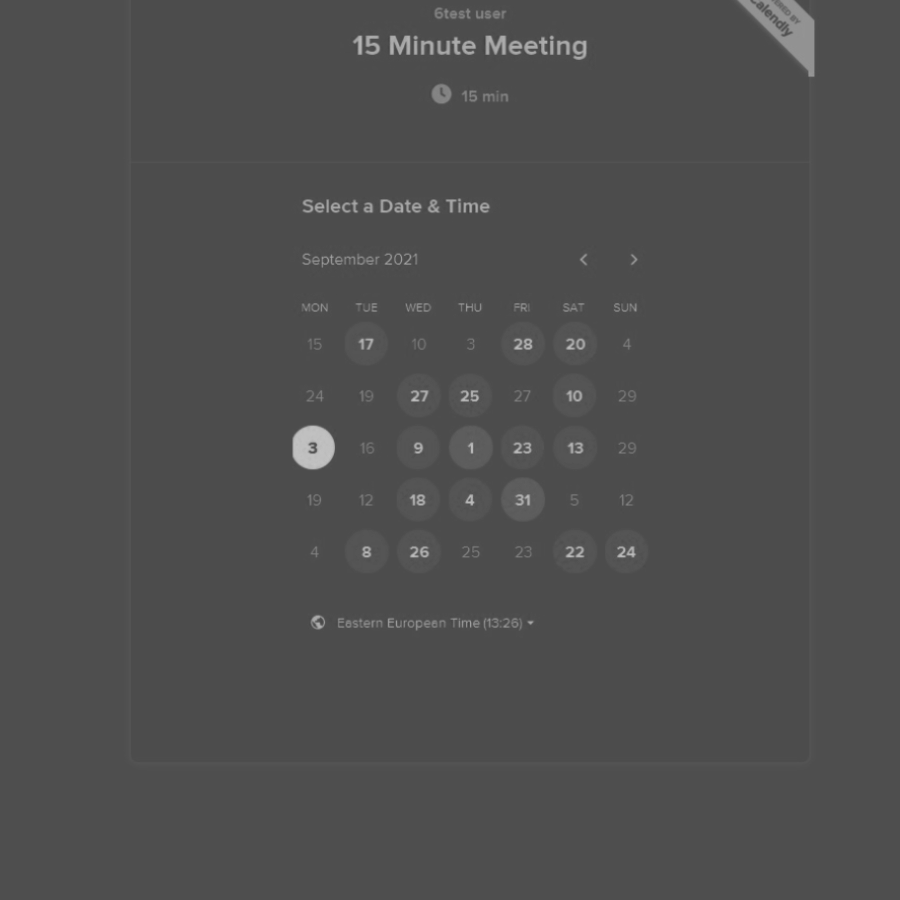 6test user
15 Minute Meeting
15 min
Calendly
Select a Date & Time
September 2021
MON TUE WED THU FRI SAT SUN
15 17 10 3 28 20 4
24 19 27 25 27 10 29
3 16 9 1 23 13 29
19 12 18 4 31 5 12
4 8 26 25 23 22 24
Eastern European Time (13:26)